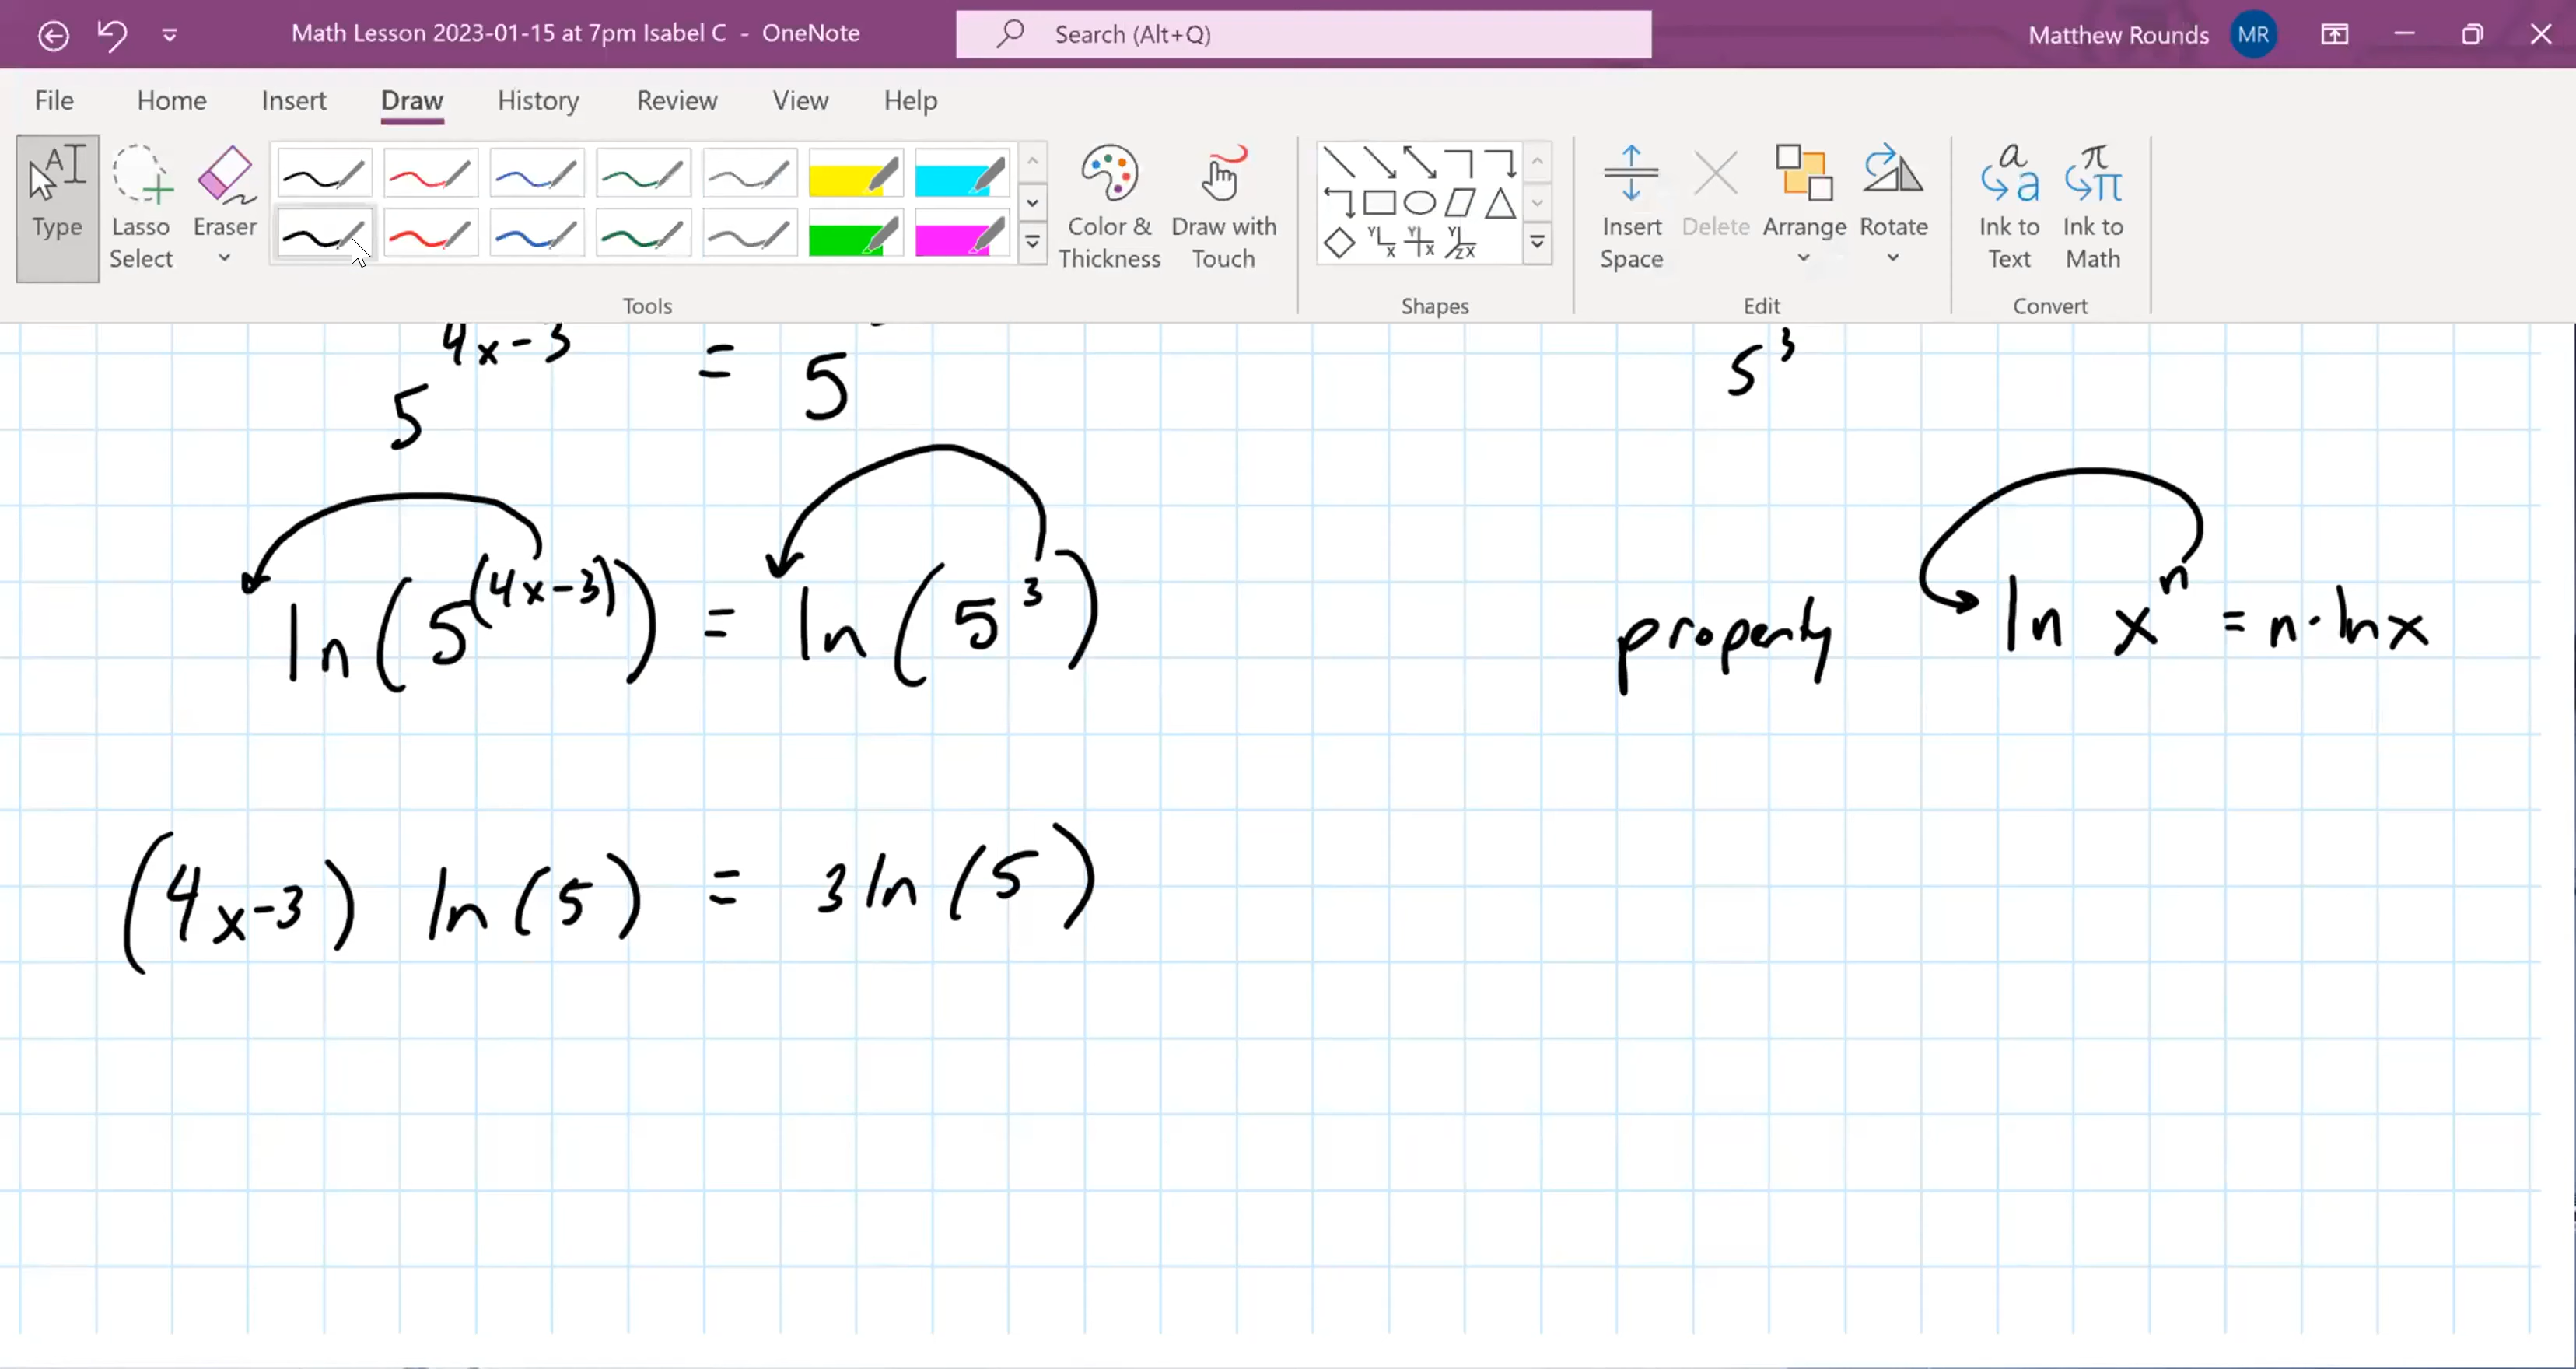 Math Lesson 2023-01-15 at 7pm Isabel C - OneNote
Search (Alt+Q)
Matthew Rounds MR
File Home Insert Draw History Review View Help
Type
Lasso Select
Eraser
Color & Thickness
Draw with Touch
Insert Space
Delete
Arrange
Rotate
Ink to Text
Ink to Math
Tools
Shapes
Edit
Convert
5^(4x-3) = 5
5^3
ln(5^(4x-3)) = ln(5^3)
property ln x^n = n·ln x
(4x-3) ln(5) = 3 ln(5)